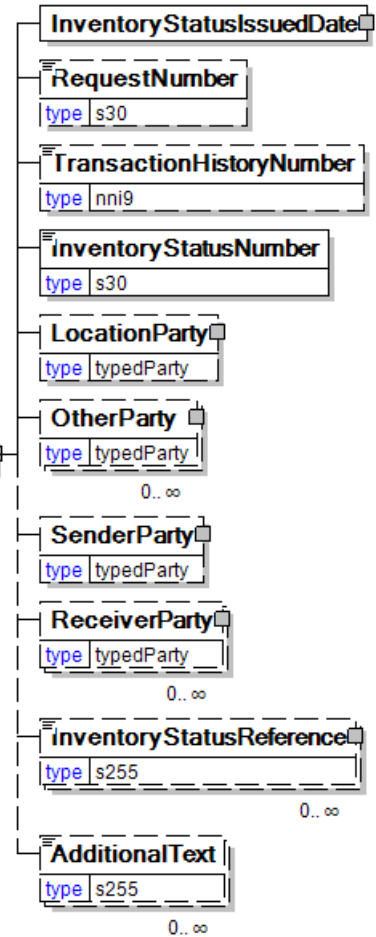 InventoryStatusIssuedDate
RequestNumber
type s30
TransactionHistoryNumber
type nni9
InventoryStatusNumber
type s30
LocationParty
type typedParty
OtherParty
type typedParty
0.. ∞
SenderParty
type typedParty
ReceiverParty
type typedParty
0.. ∞
InventoryStatusReference
type s255
0.. ∞
AdditionalText
type s255
0.. ∞